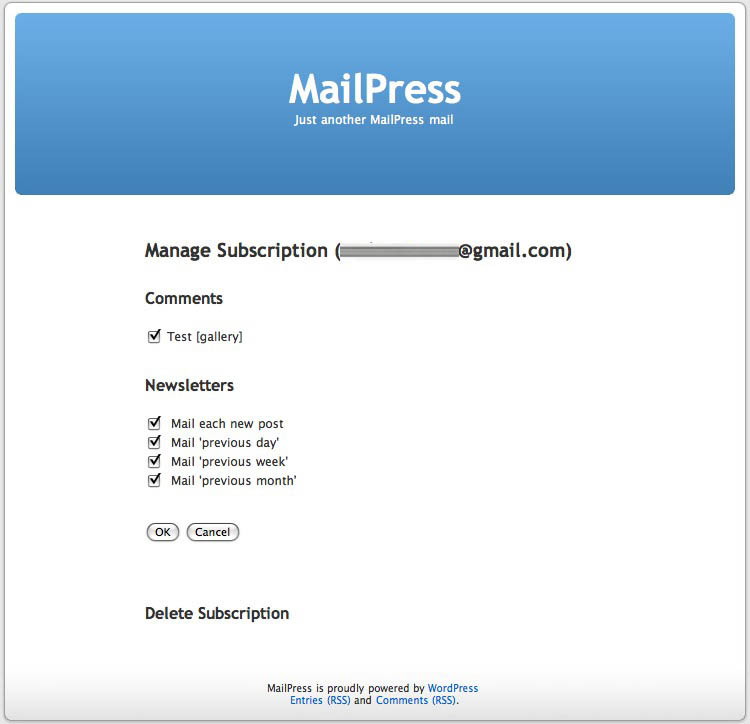 MailPress
Just another MailPress mail
Manage Subscription (@gmail.com)
Comments
Test [gallery]
Newsletters
Mail each new post
Mail 'previous day'
Mail 'previous week'
Mail 'previous month'
OK Cancel
Delete Subscription
MailPress is proudly powered by WordPress
Entries (RSS) and Comments (RSS).